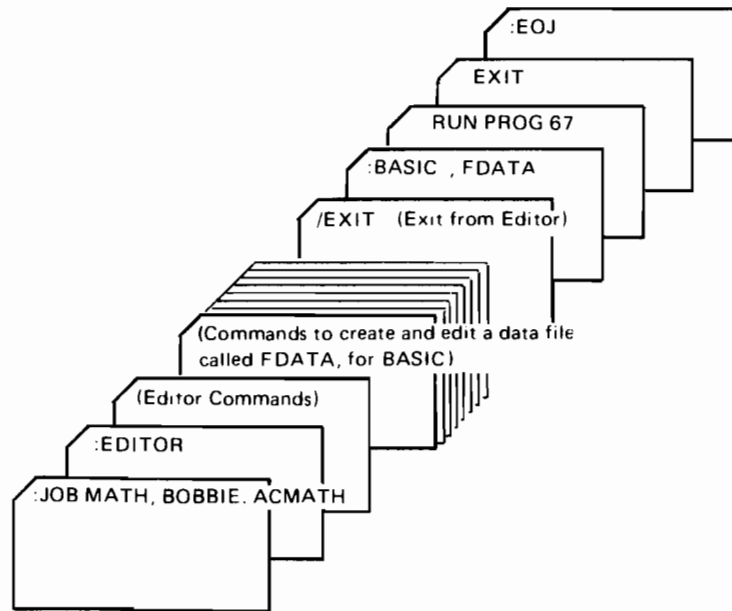 :EOJ
EXIT
RUN PROG 67
:BASIC , FDATA
/EXIT (Exit from Editor)
(Commands to create and edit a data file
called FDATA, for BASIC)
(Editor Commands)
:EDITOR
:JOB MATH, BOBBIE. ACMATH